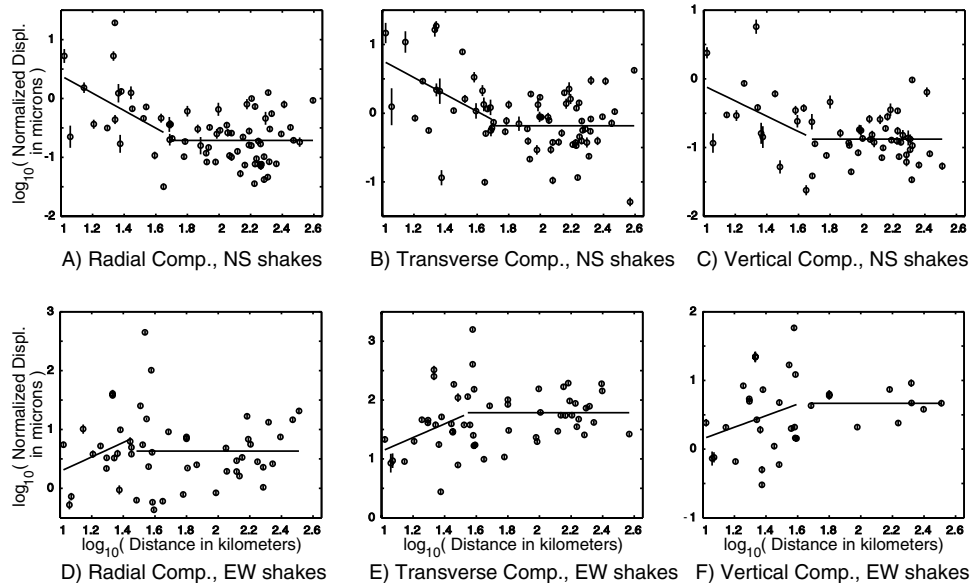 log10( Normalized Displ. in microns )
1
0
-1
-2
1 1.2 1.4 1.6 1.8 2 2.2 2.4 2.6
A) Radial Comp., NS shakes
1
0
-1
1 1.2 1.4 1.6 1.8 2 2.2 2.4 2.6
B) Transverse Comp., NS shakes
1
0
-1
1 1.2 1.4 1.6 1.8 2 2.2 2.4 2.6
C) Vertical Comp., NS shakes
log10( Normalized Displ. in microns )
3
2
1
0
1 1.2 1.4 1.6 1.8 2 2.2 2.4 2.6
log10( Distance in kilometers)
D) Radial Comp., EW shakes
3
2
1
0
1 1.2 1.4 1.6 1.8 2 2.2 2.4 2.6
log10( Distance in kilometers)
E) Transverse Comp., EW shakes
2
1
0
-1
1 1.2 1.4 1.6 1.8 2 2.2 2.4 2.6
log10( Distance in kilometers)
F) Vertical Comp., EW shakes